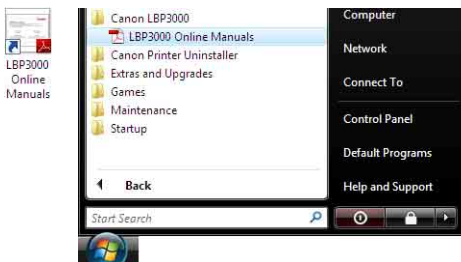 LBP3000
Online
Manuals
Canon LBP3000
LBP3000 Online Manuals
Canon Printer Uninstaller
Extras and Upgrades
Games
Maintenance
Startup
Back
Start Search
Computer
Network
Connect To
Control Panel
Default Programs
Help and Support